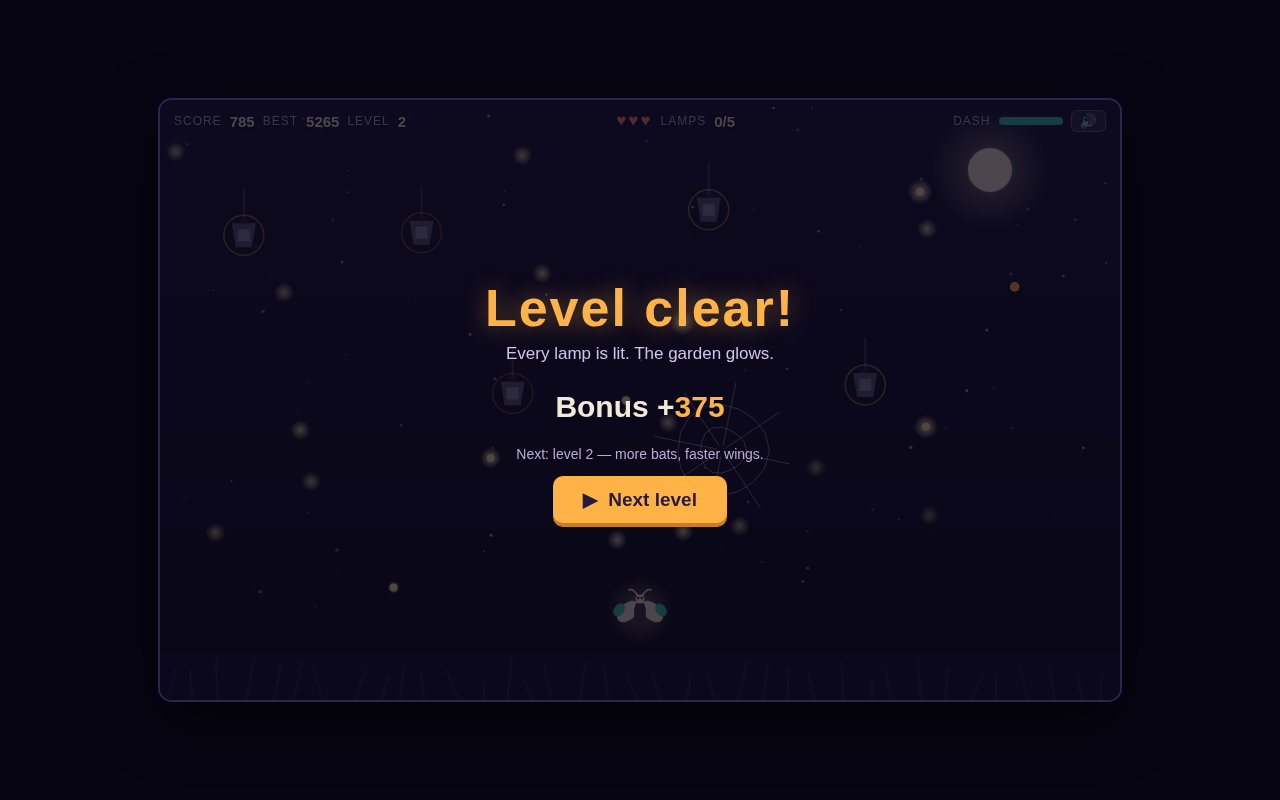 SCORE 785 BEST 5265 LEVEL 2 ♥♥♥ LAMPS 0/5 DASH 🔊
Level clear!
Every lamp is lit. The garden glows.
Bonus +375
Next: level 2 — more bats, faster wings.
▶ Next level